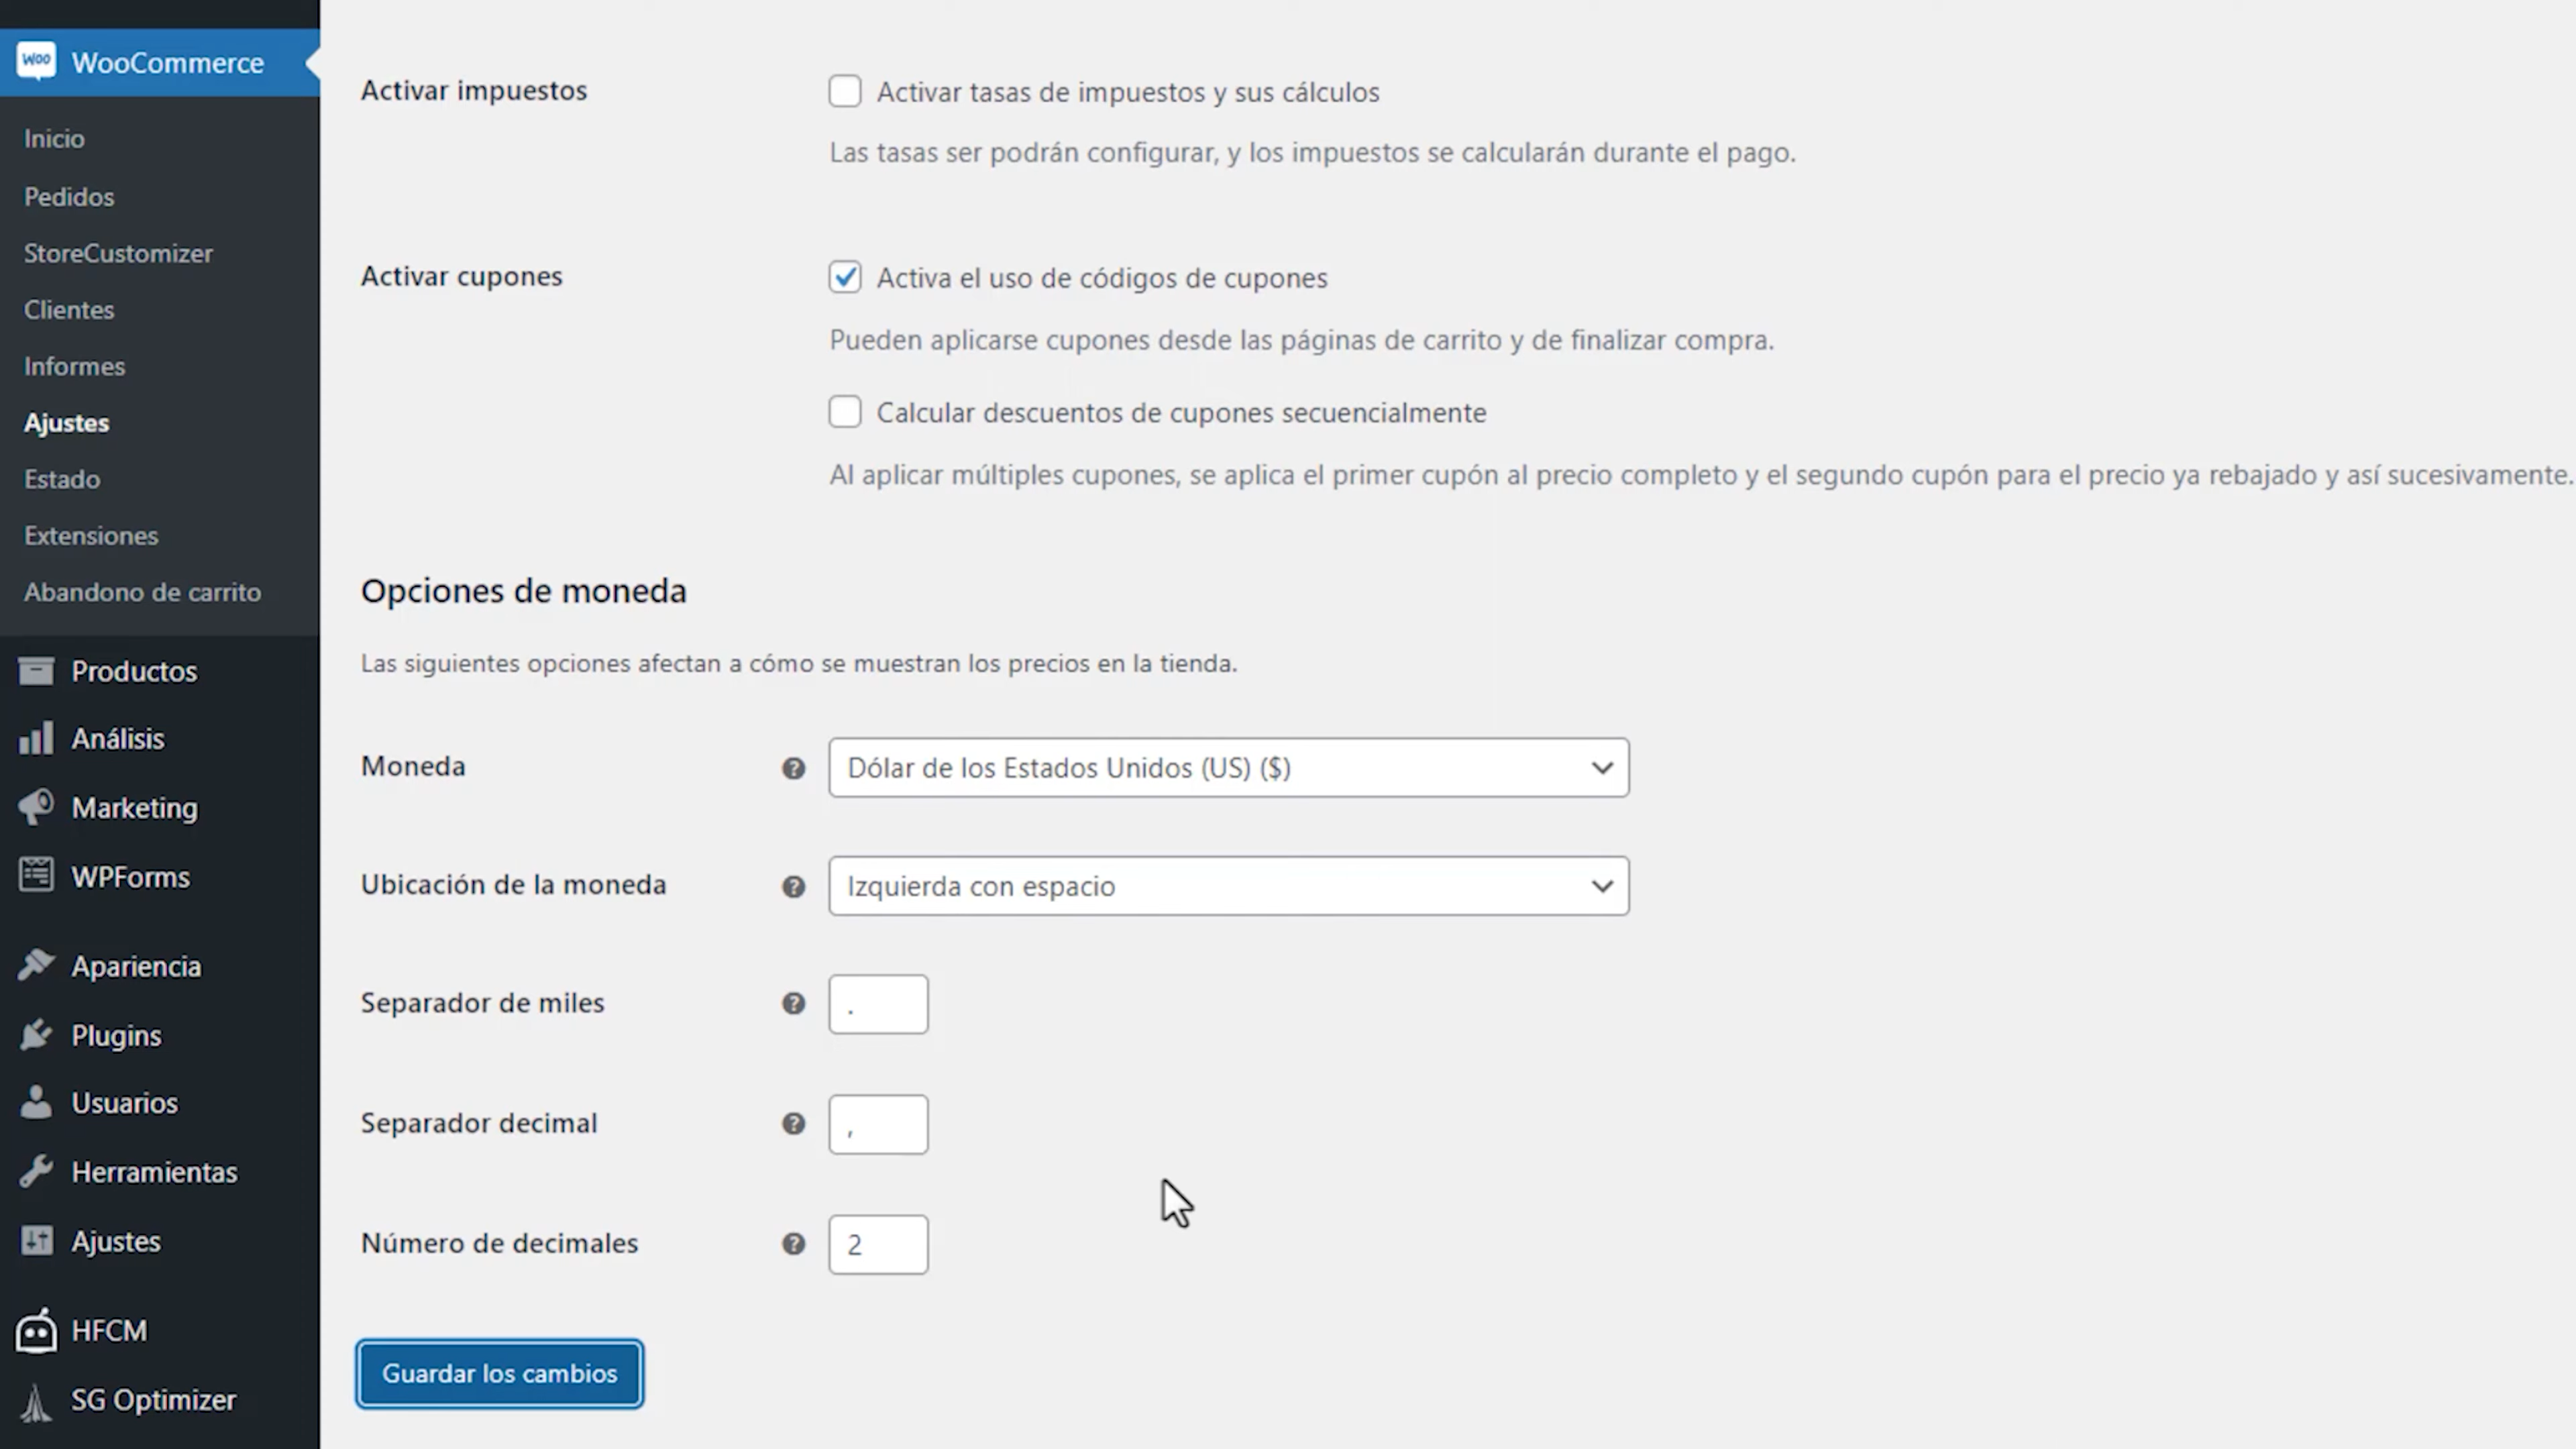 Woo WooCommerce
Inicio
Pedidos
StoreCustomizer
Clientes
Informes
Ajustes
Estado
Extensiones
Abandono de carrito
Productos
Análisis
Marketing
WPForms
Apariencia
Plugins
Usuarios
Herramientas
Ajustes
HFCM
SG Optimizer
Activar impuestos
Activar tasas de impuestos y sus cálculos
Las tasas ser podrán configurar, y los impuestos se calcularán durante el pago.
Activar cupones
Activa el uso de códigos de cupones
Pueden aplicarse cupones desde las páginas de carrito y de finalizar compra.
Calcular descuentos de cupones secuencialmente
Al aplicar múltiples cupones, se aplica el primer cupón al precio completo y el segundo cupón para el precio ya rebajado y así sucesivamente.
Opciones de moneda
Las siguientes opciones afectan a cómo se muestran los precios en la tienda.
Moneda ? Dólar de los Estados Unidos (US) ($)
Ubicación de la moneda ? Izquierda con espacio
Separador de miles ? .
Separador decimal ? ,
Número de decimales ? 2
Guardar los cambios